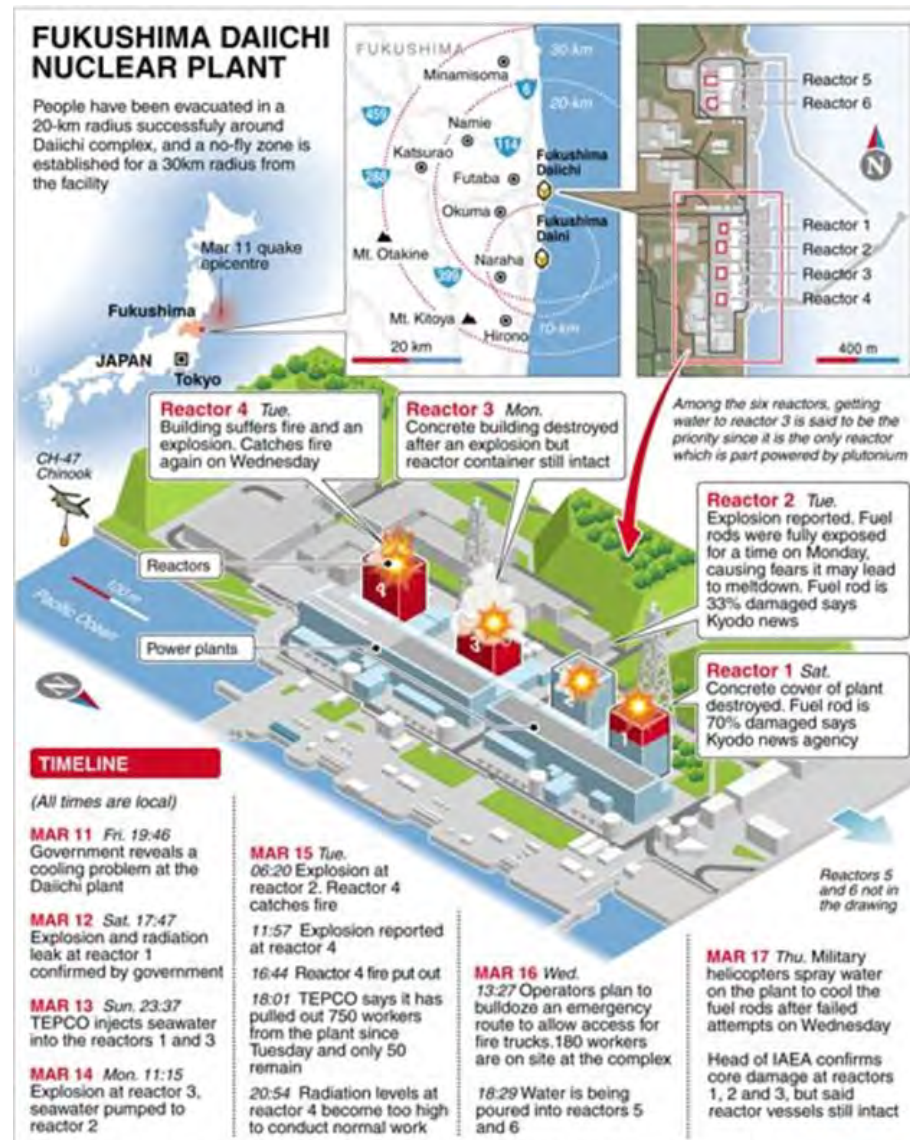 FUKUSHIMA DAIICHI
NUCLEAR PLANT
People have been evacuated in a
20-km radius successfuly around
Daiichi complex, and a no-fly zone is
established for a 30km radius from
the facility
Mar 11 quake
epicentre
Fukushima
JAPAN
Tokyo
FUKUSHIMA
30-km
Minamisoma
6
20-km
459
Namie
114
Katsurao
Fukushima
Daiichi
288
Futaba
Okuma
Fukushima
Daini
Mt. Otakine
Naraha
399
Mt. Kitoya
Hirono
10-km
20 km
Reactor 5
Reactor 6
N
Reactor 1
Reactor 2
Reactor 3
Reactor 4
400 m
Among the six reactors, getting
water to reactor 3 is said to be the
priority since it is the only reactor
which is part powered by plutonium
Reactor 4 Tue.
Building suffers fire and an
explosion. Catches fire
again on Wednesday
Reactor 3 Mon.
Concrete building destroyed
after an explosion but
reactor container still intact
Reactor 2 Tue.
Explosion reported. Fuel
rods were fully exposed
for a time on Monday,
causing fears it may lead
to meltdown. Fuel rod is
33% damaged says
Kyodo news
Reactor 1 Sat.
Concrete cover of plant
destroyed. Fuel rod is
70% damaged says
Kyodo news agency
CH-47
Chinook
Reactors
4
3
1
100 m
Pacific Ocean
Power plants
N
Reactors 5
and 6 not in
the drawing
TIMELINE
(All times are local)
MAR 11 Fri. 19:46
Government reveals a
cooling problem at the
Daiichi plant
MAR 12 Sat. 17:47
Explosion and radiation
leak at reactor 1
confirmed by government
MAR 13 Sun. 23:37
TEPCO injects seawater
into the reactors 1 and 3
MAR 14 Mon. 11:15
Explosion at reactor 3,
seawater pumped to
reactor 2
MAR 15 Tue.
06:20 Explosion at
reactor 2. Reactor 4
catches fire
11:57 Explosion reported
at reactor 4
16:44 Reactor 4 fire put out
18:01 TEPCO says it has
pulled out 750 workers
from the plant since
Tuesday and only 50
remain
20:54 Radiation levels at
reactor 4 become too high
to conduct normal work
MAR 16 Wed.
13:27 Operators plan to
bulldoze an emergency
route to allow access for
fire trucks.180 workers
are on site at the complex
18:29 Water is being
poured into reactors 5
and 6
MAR 17 Thu. Military
helicopters spray water
on the plant to cool the
fuel rods after failed
attempts on Wednesday
Head of IAEA confirms
core damage at reactors
1, 2 and 3, but said
reactor vessels still intact